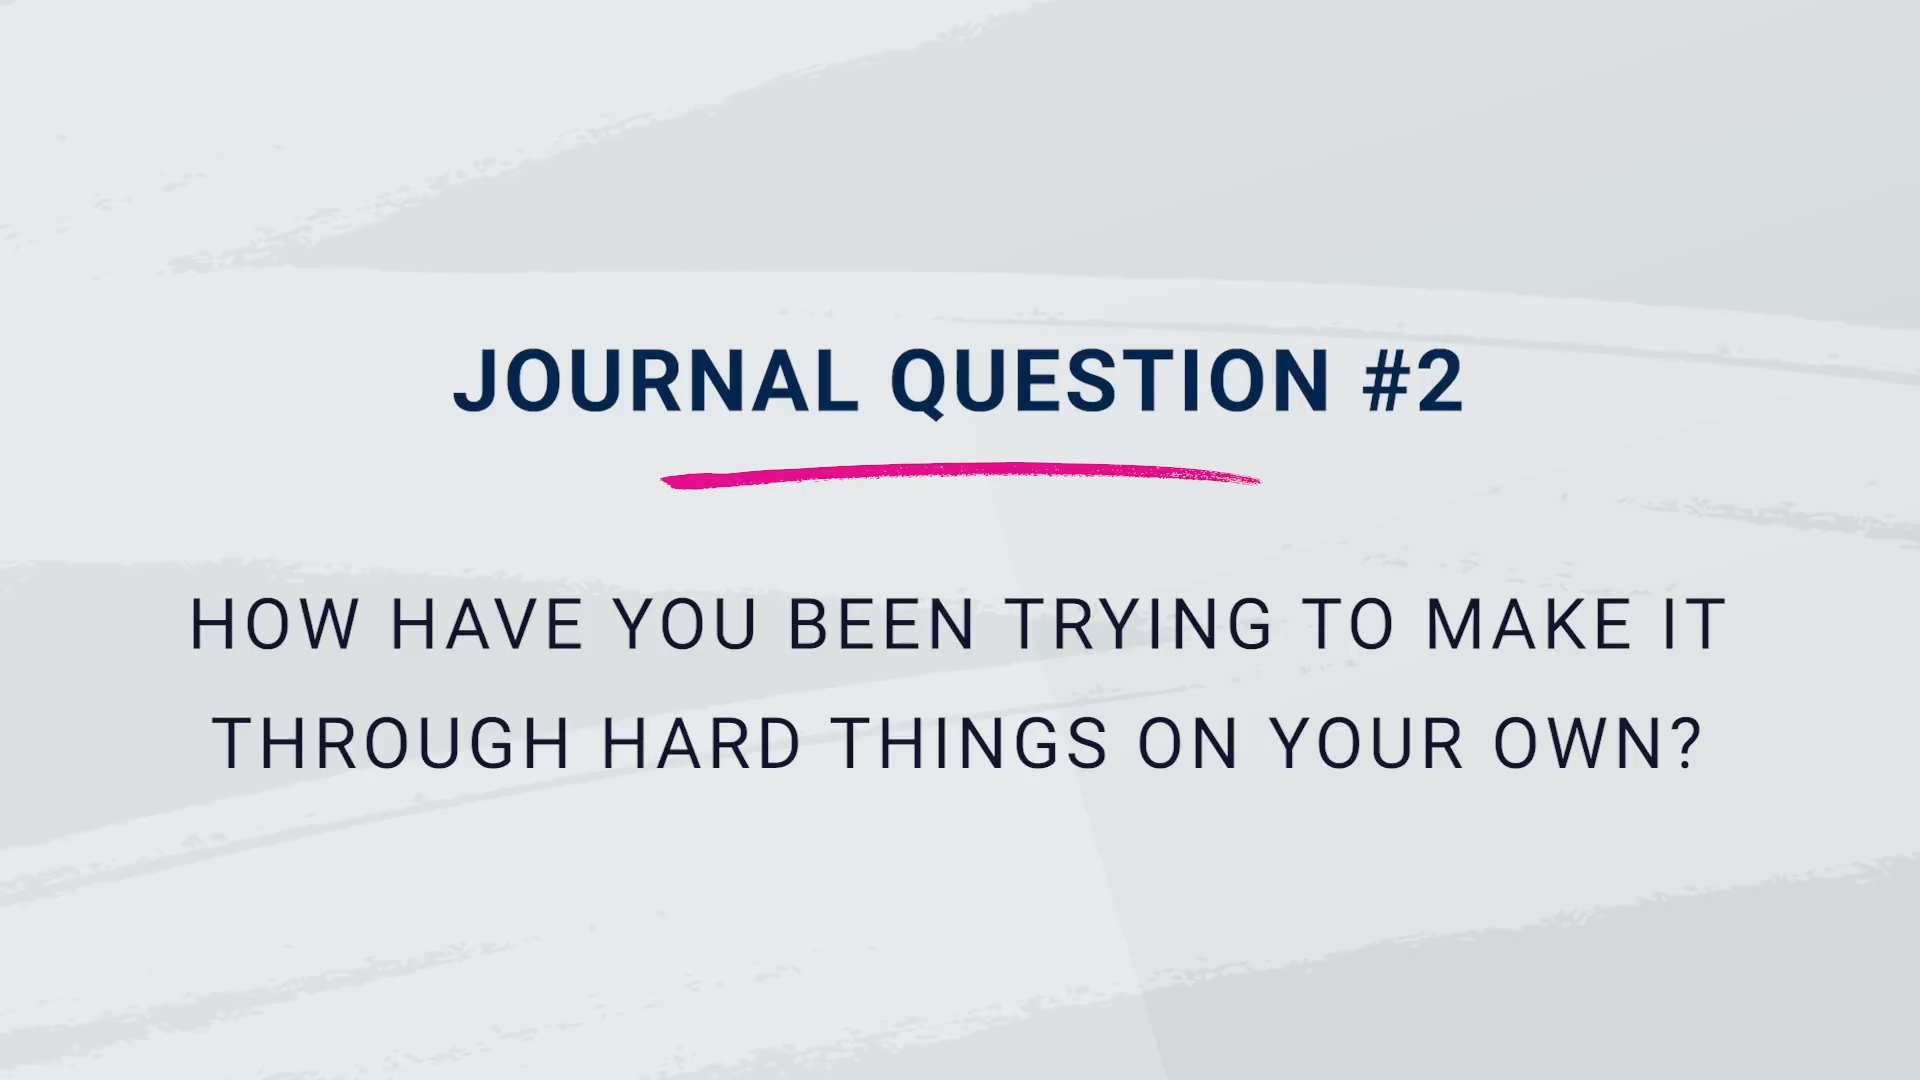 JOURNAL QUESTION #2
HOW HAVE YOU BEEN TRYING TO MAKE IT
THROUGH HARD THINGS ON YOUR OWN?